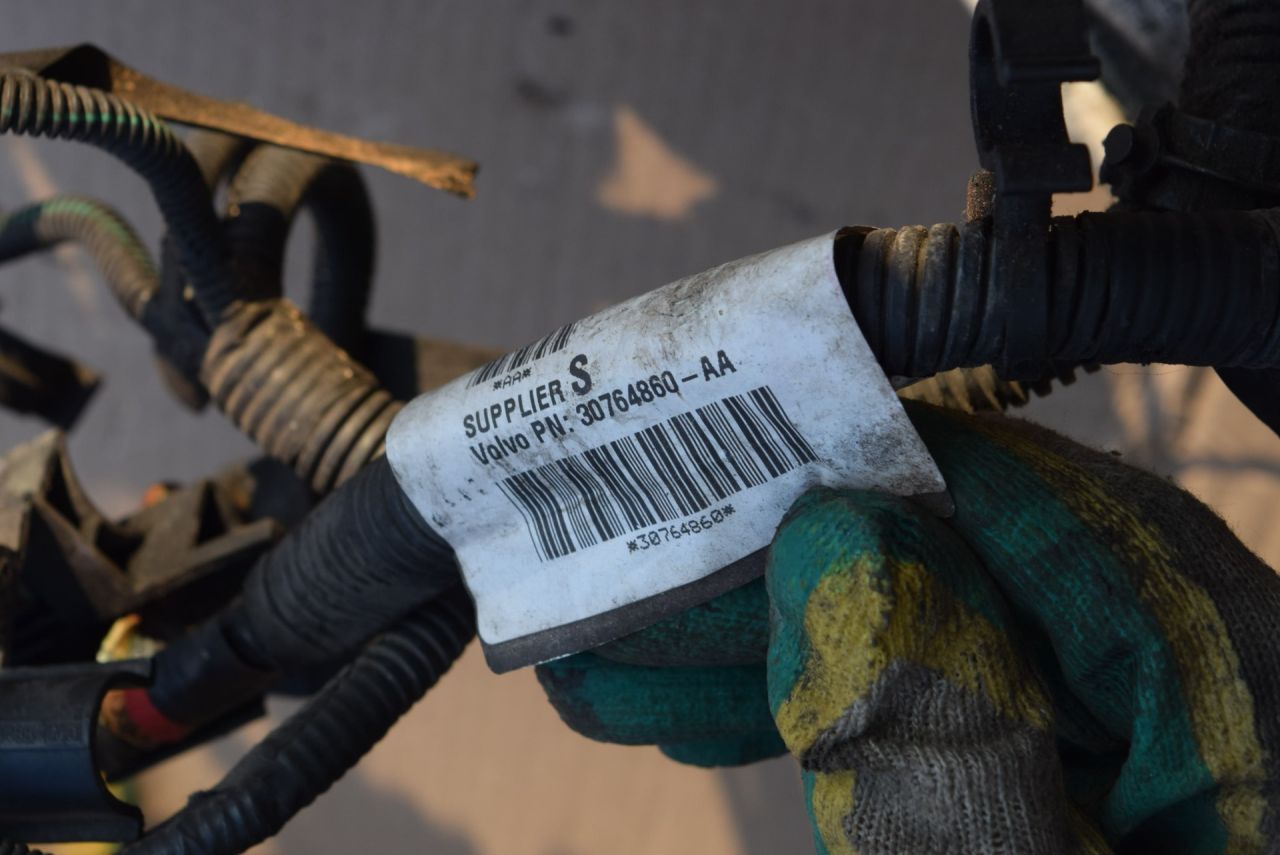 *AA*
SUPPLIER S
Volvo PN: 30764860-AA
*30764860*